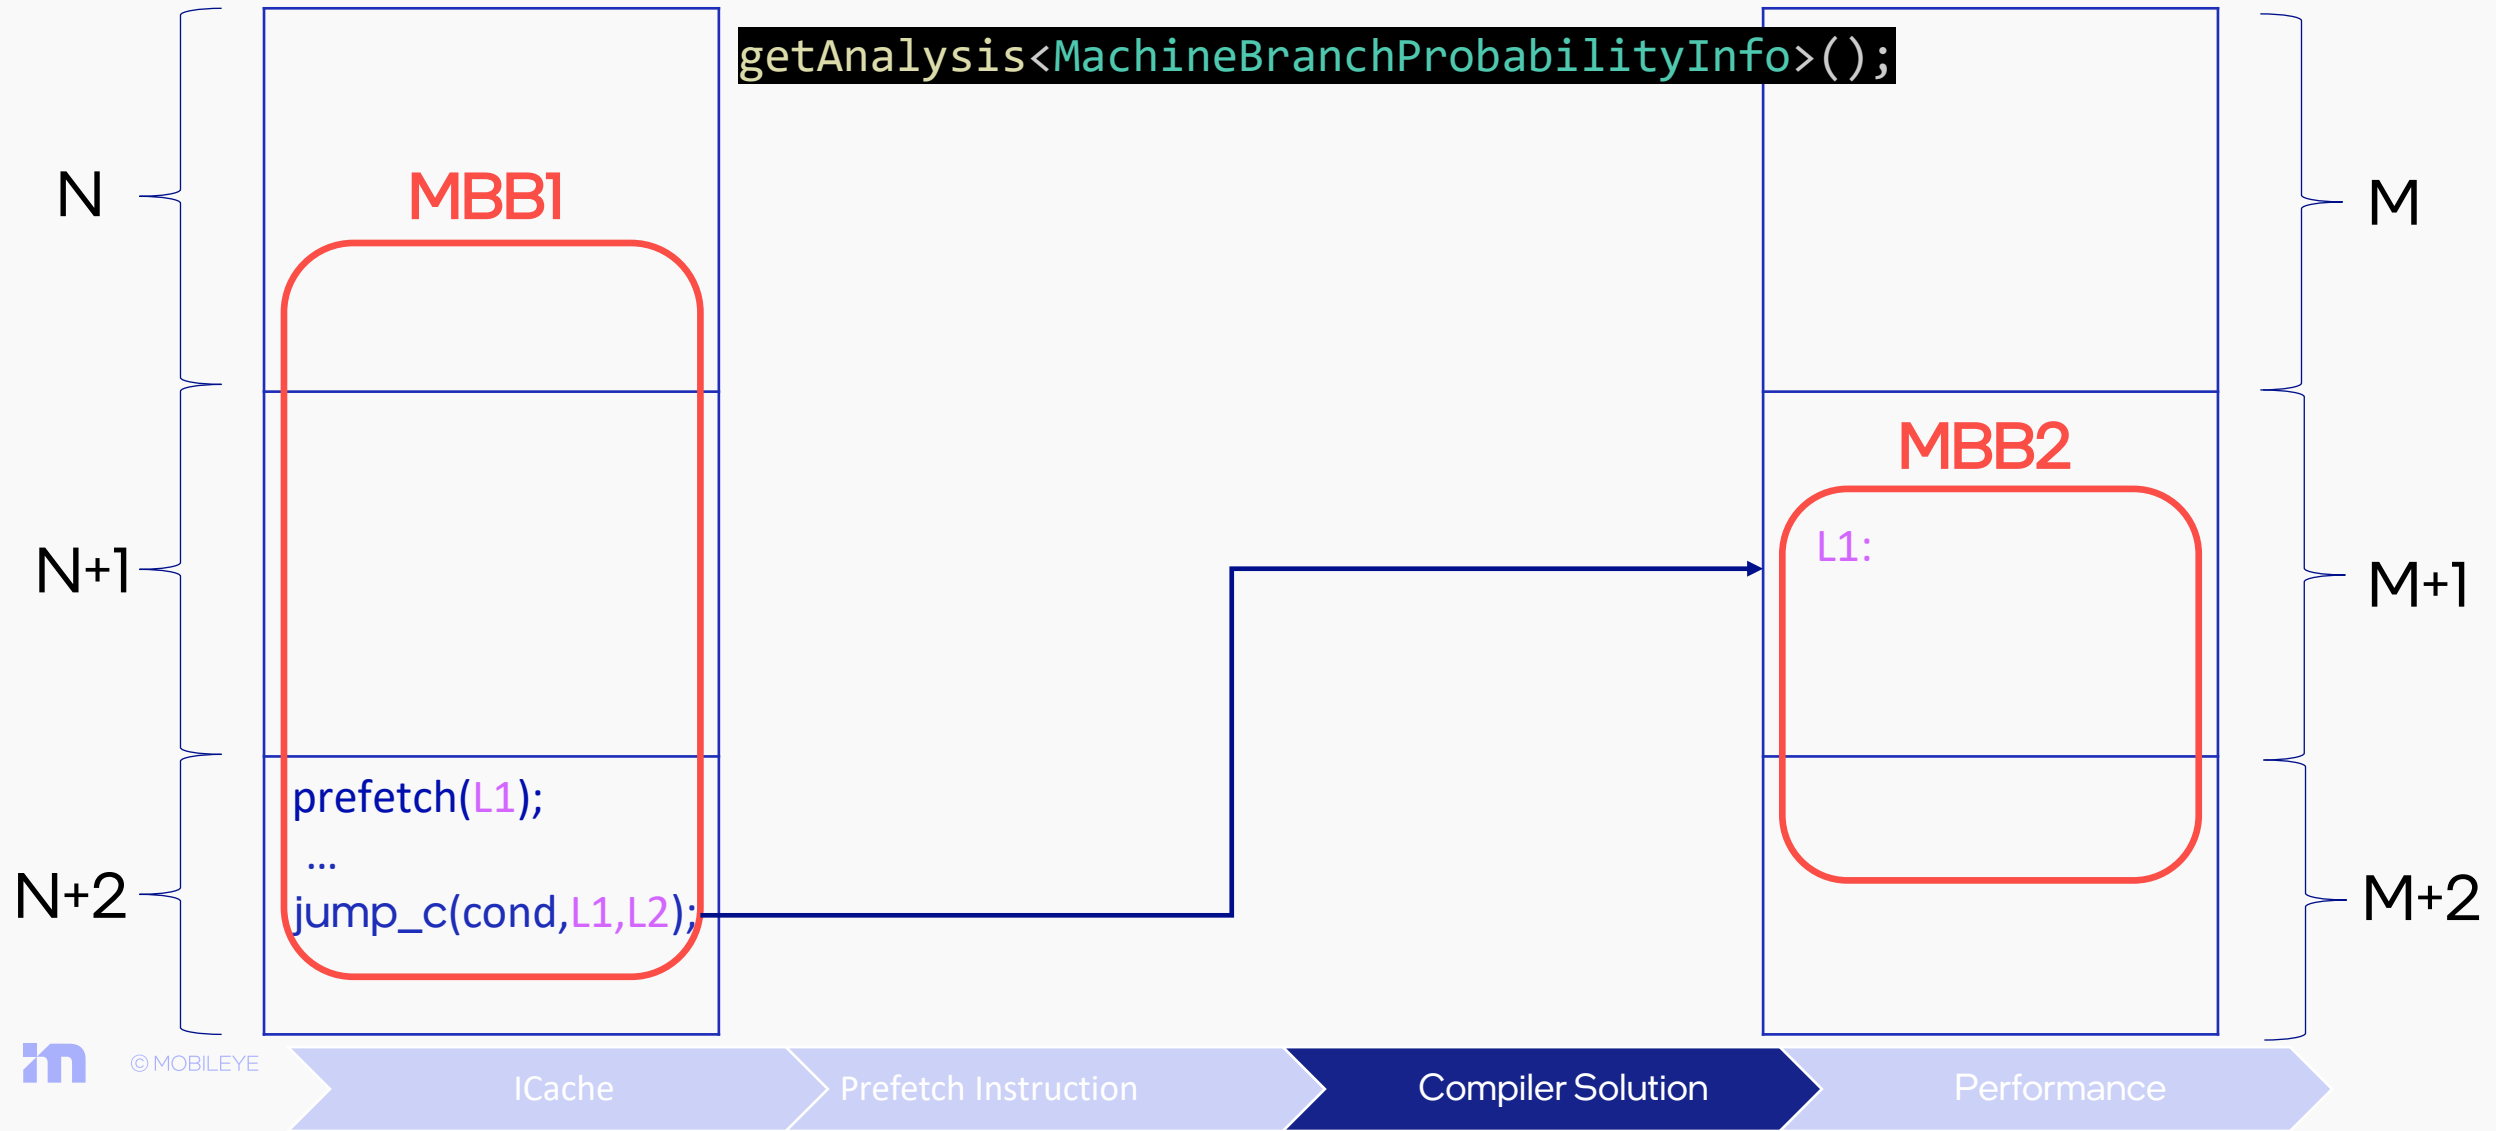 getAnalysis<MachineBranchProbabilityInfo>();
N
MBB1
M
N+1
MBB2
L1:
M+1
N+2
prefetch(L1);
...
jump_c(cond,L1,L2);
M+2
© MOBILEYE
ICache
Prefetch Instruction
Compiler Solution
Performance